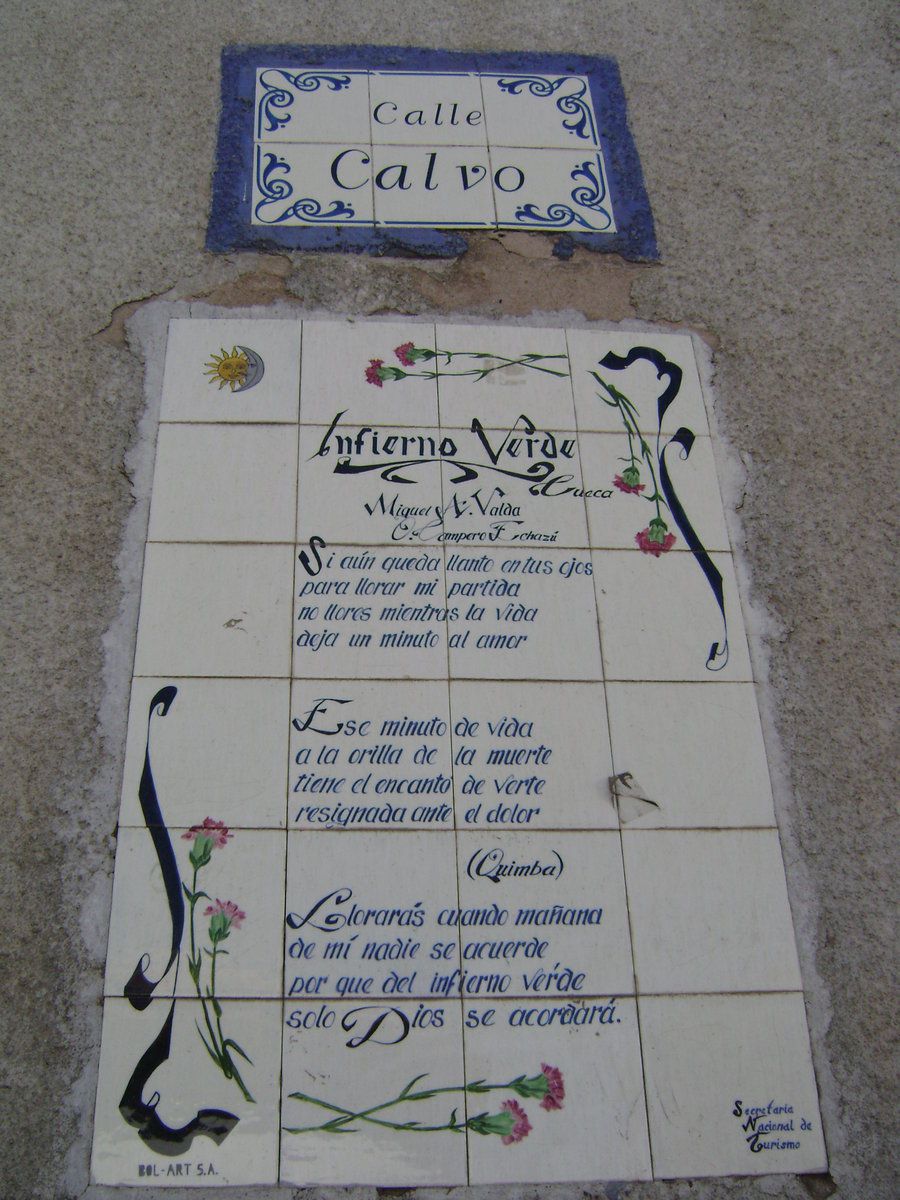 Calle
Calvo
Infierno Verde
Cueca
Miguel A. Valda
O. Campero Echazú
Si aún queda llanto en tus ojos
para llorar mi partida
no llores mientras la vida
deja un minuto al amor
Ese minuto de vida
a la orilla de la muerte
tiene el encanto de verte
resignada ante el dolor
(Quimba)
Llorarás cuando mañana
de mí nadie se acuerde
por que del infierno verde
solo Dios se acordará.
Secretaria
Nacional de
Turismo
BOL-ART S.A.